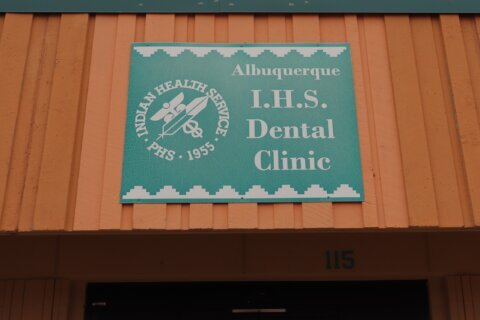 Albuquerque
I.H.S.
Dental
Clinic
INDIAN HEALTH SERVICE
· PHS · 1955 ·
115